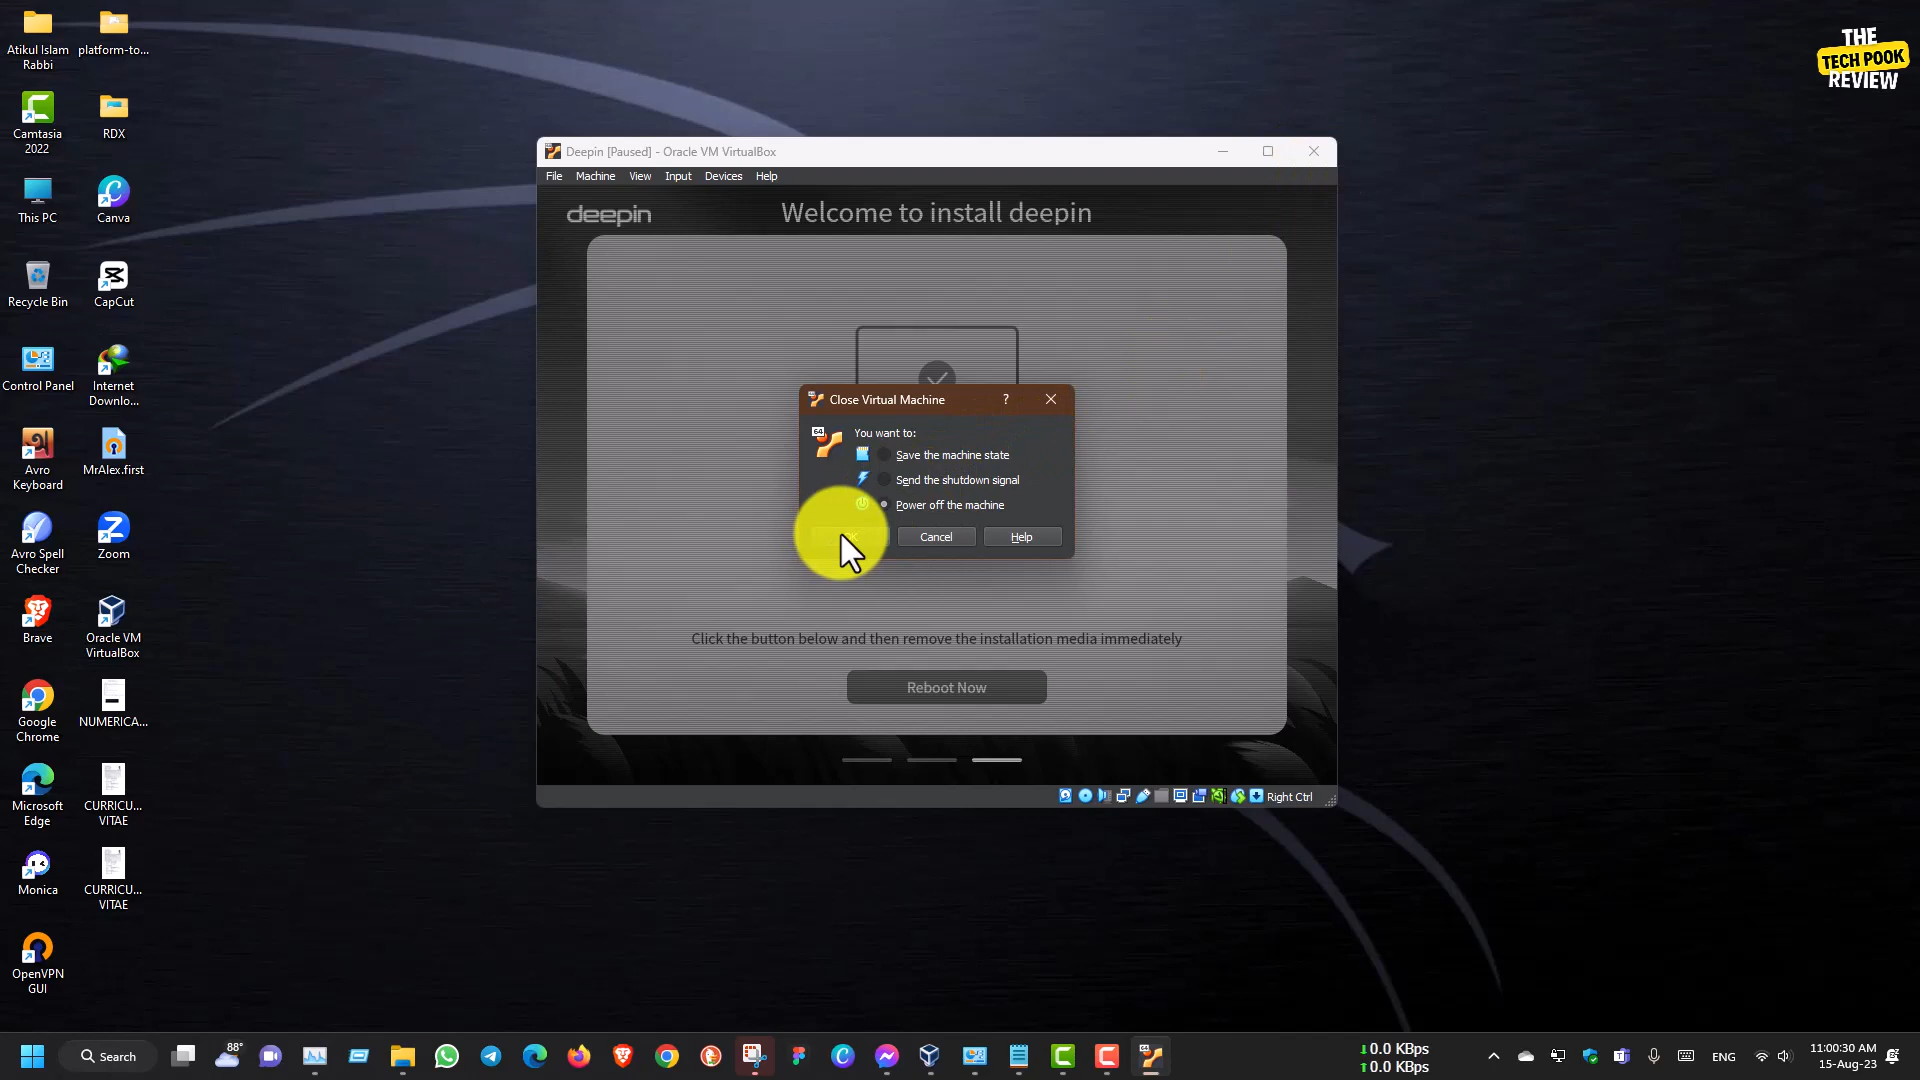 Atikul Islam
Rabbi
platform-to...
Camtasia
2022
RDX
This PC
Canva
Recycle Bin
CapCut
Control Panel
Internet
Downlo...
Avro
Keyboard
MrAlex.first
Avro Spell
Checker
Zoom
Brave
Oracle VM
VirtualBox
Google
Chrome
NUMERICA...
Microsoft
Edge
CURRICU...
VITAE
Monica
CURRICU...
VITAE
OpenVPN
GUI
THE
TECH POOK
REVIEW
Deepin [Paused] - Oracle VM VirtualBox
File Machine View Input Devices Help
deepin
Welcome to install deepin
Close Virtual Machine
64
You want to:
Save the machine state
Send the shutdown signal
Power off the machine
Cancel
Help
Click the button below and then remove the installation media immediately
Reboot Now
Right Ctrl
Search
88°
↓0.0 KBps
↑0.0 KBps
ENG
11:00:30 AM
15-Aug-23